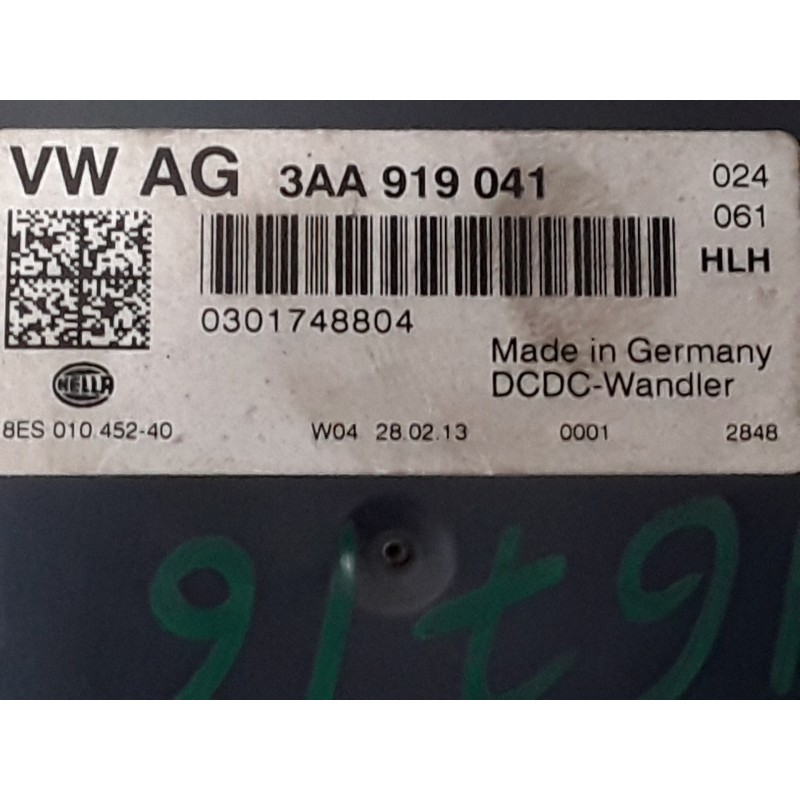 VW AG 3AA 919 041 024
061
HLH
0301748804
Made in Germany
DCDC-Wandler
HELLA
8ES 010 452-40 W04 28.02.13 0001 2848